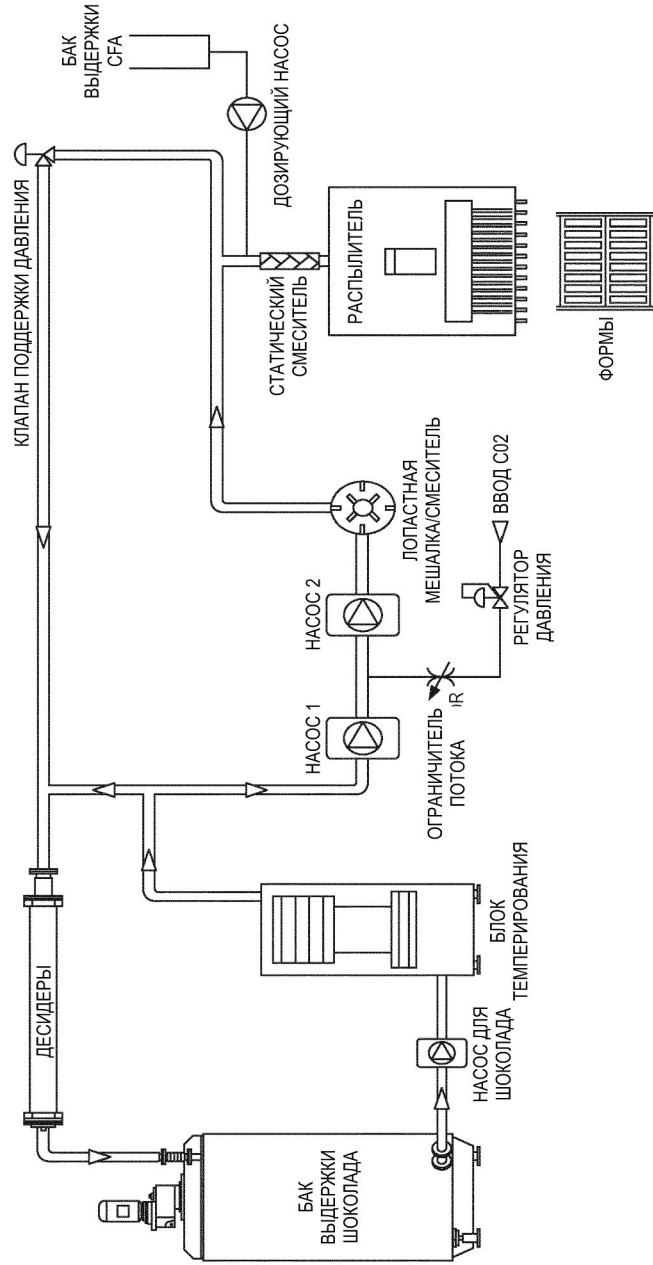 БАК
ВЫДЕРЖКИ
CFA
КЛАПАН ПОДДЕРЖКИ ДАВЛЕНИЯ
ДОЗИРУЮЩИЙ НАСОС
СТАТИЧЕСКИЙ
СМЕСИТЕЛЬ
РАСПЫЛИТЕЛЬ
ФОРМЫ
ДЕСИДЕРЫ
НАСОС 1
НАСОС 2
ЛОПАСТНАЯ
МЕШАЛКА/СМЕСИТЕЛЬ
ОГРАНИЧИТЕЛЬ
ПОТОКА
R
РЕГУЛЯТОР
ДАВЛЕНИЯ
ВВОД C02
БЛОК
ТЕМПЕРИРОВАНИЯ
НАСОС ДЛЯ
ШОКОЛАДА
БАК
ВЫДЕРЖКИ
ШОКОЛАДА